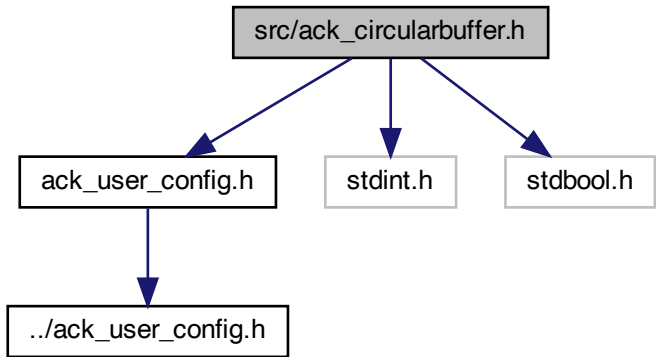 src/ack_circularbuffer.h
ack_user_config.h
stdint.h
stdbool.h
../ack_user_config.h